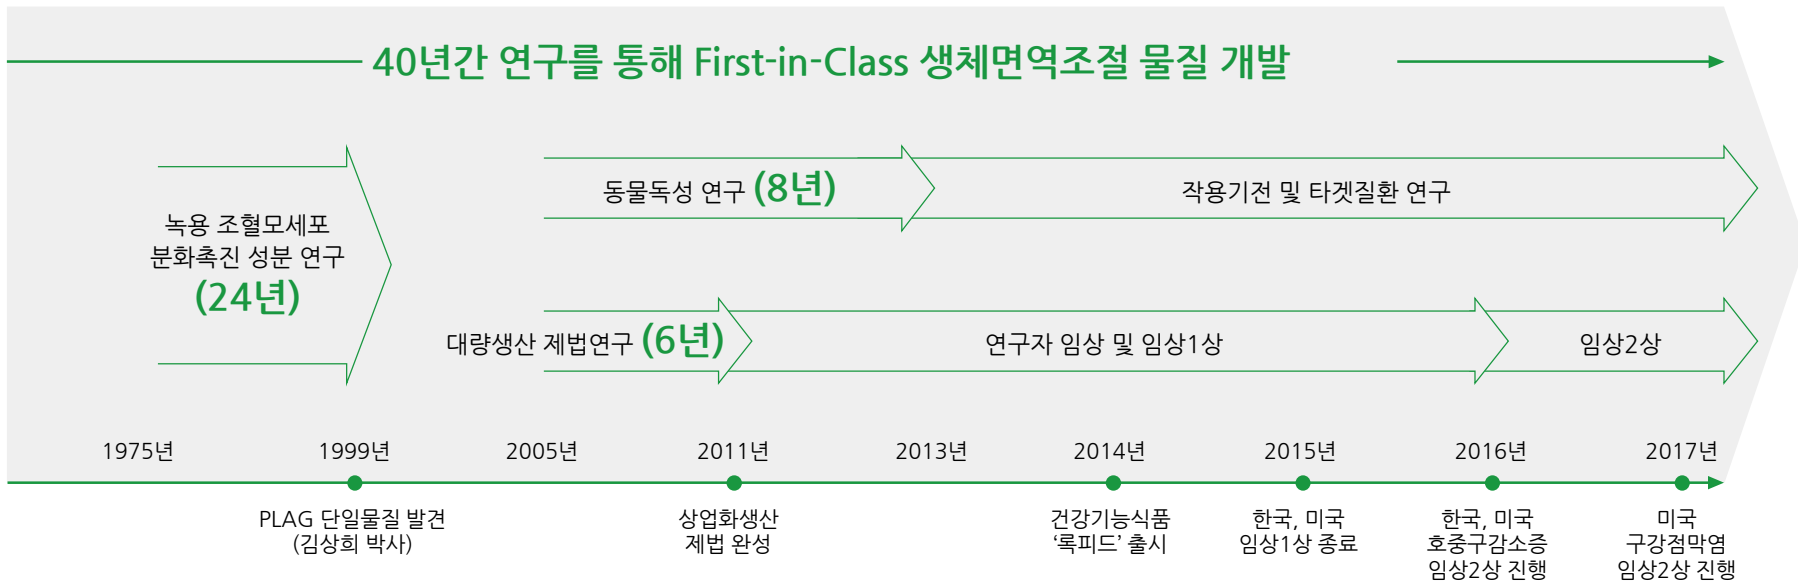 40년간 연구를 통해 First-in-Class 생체면역조절 물질 개발
녹용 조혈모세포
분화촉진 성분 연구
(24년)
동물독성 연구 (8년)
작용기전 및 타겟질환 연구
대량생산 제법연구 (6년)
연구자 임상 및 임상1상
임상2상
1975년
1999년
2005년
2011년
2013년
2014년
2015년
2016년
2017년
PLAG 단일물질 발견
(김상희 박사)
상업화생산
제법 완성
건강기능식품
‘록피드’ 출시
한국, 미국
임상1상 종료
한국, 미국
호중구감소증
임상2상 진행
미국
구강점막염
임상2상 진행